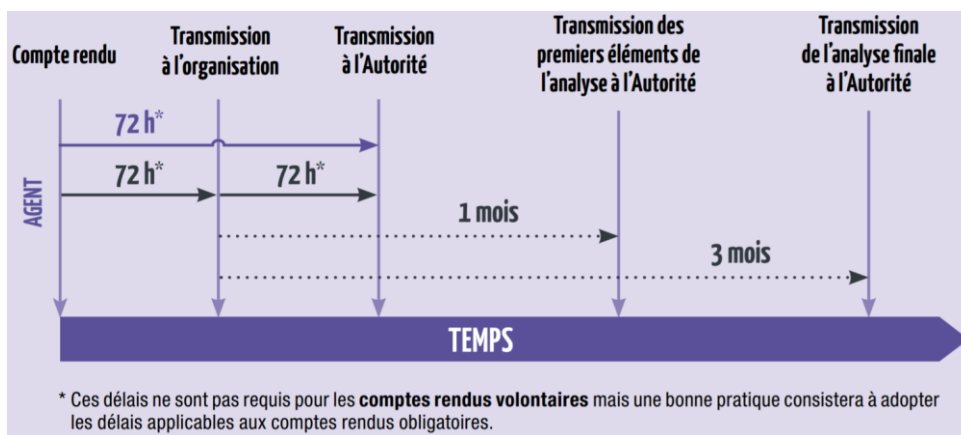 Compte rendu
Transmission
à l'organisation
Transmission
à l'Autorité
Transmission des
premiers éléments de
l'analyse à l'Autorité
Transmission
de l'analyse finale
à l'Autorité
AGENT
72 h*
72 h*
72 h*
1 mois
3 mois
TEMPS
* Ces délais ne sont pas requis pour les comptes rendus volontaires mais une bonne pratique consistera à adopter
les délais applicables aux comptes rendus obligatoires.